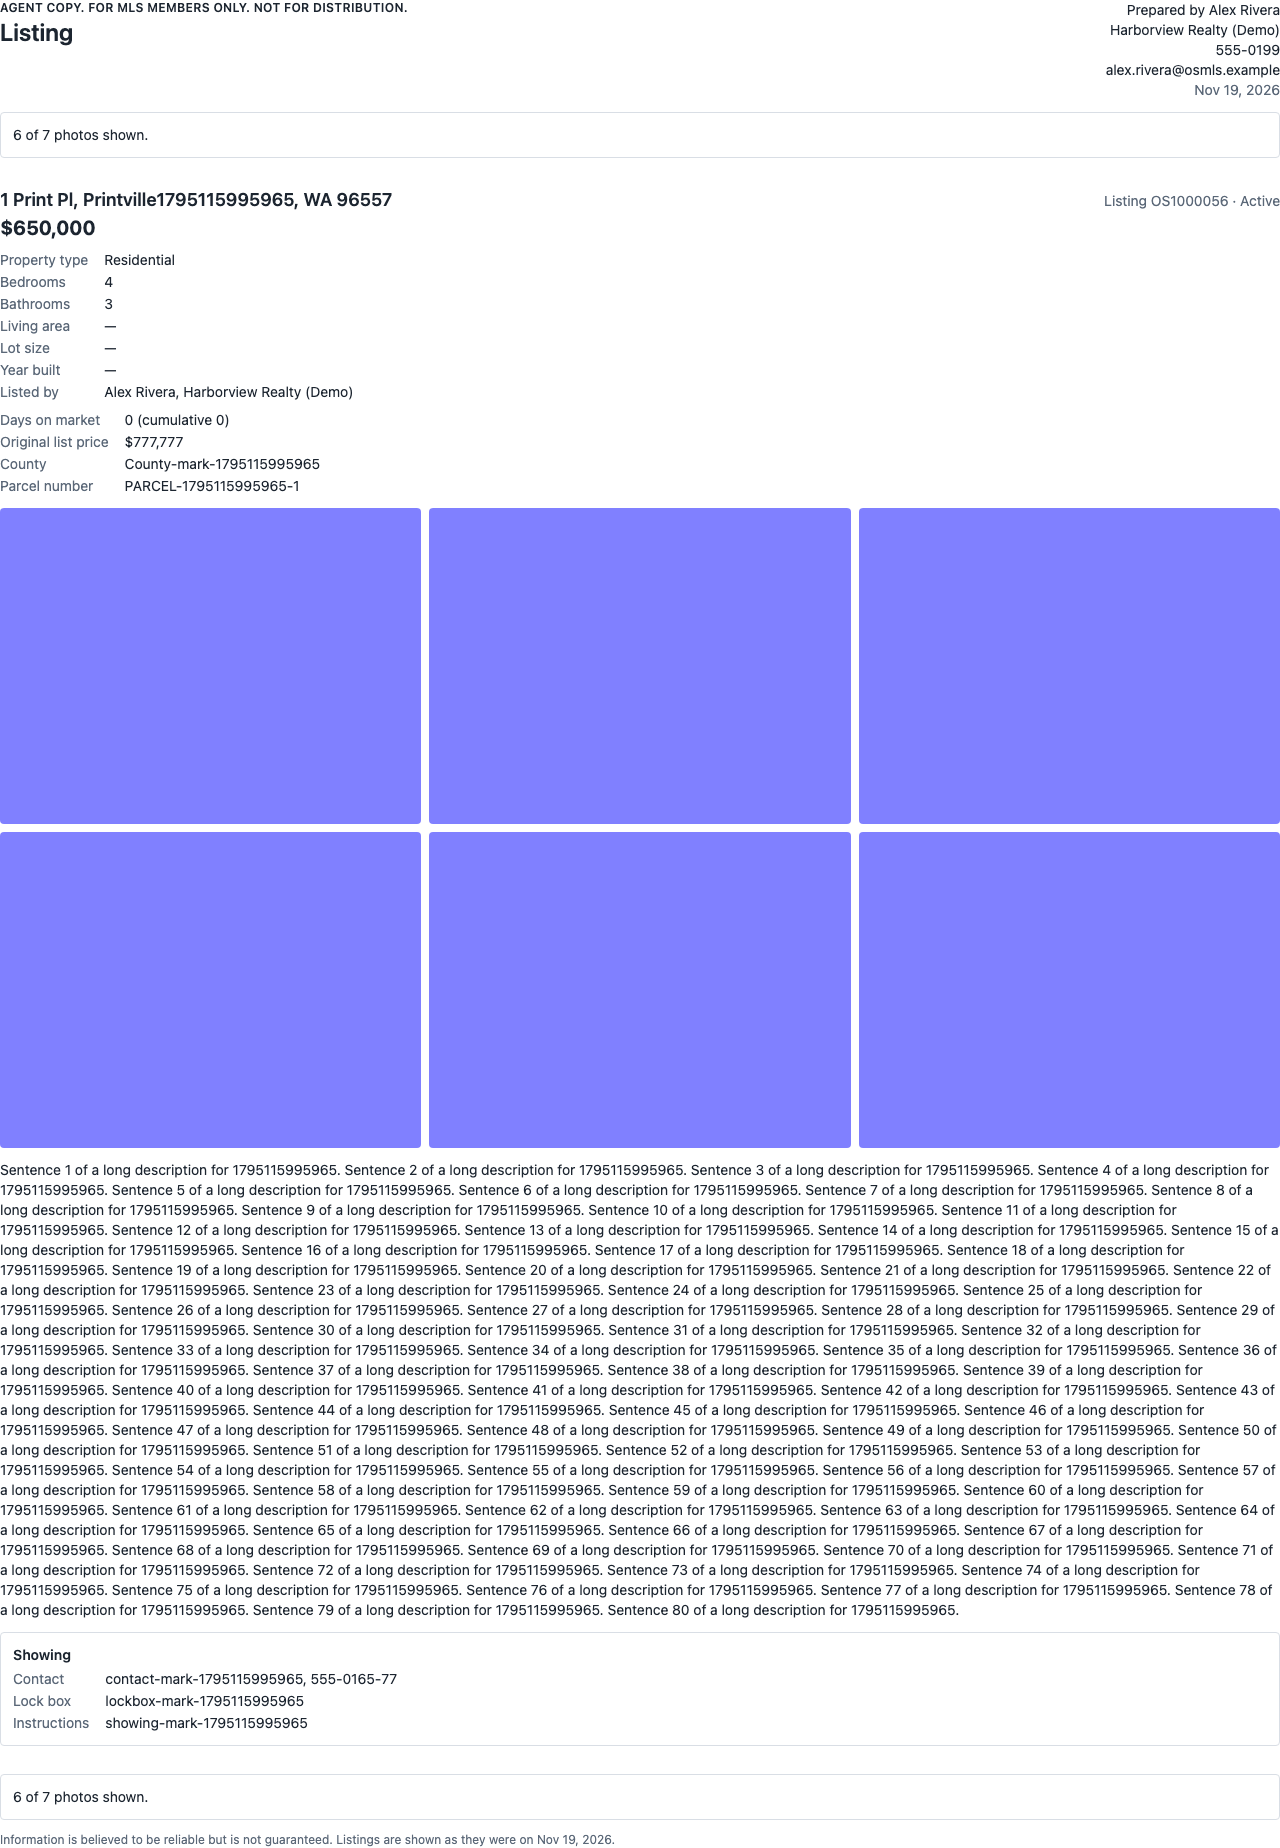 AGENT COPY. FOR MLS MEMBERS ONLY. NOT FOR DISTRIBUTION.
Listing
Prepared by Alex Rivera
Harborview Realty (Demo)
555-0199
alex.rivera@osmls.example
Nov 19, 2026
6 of 7 photos shown.
1 Print Pl, Printville1795115995965, WA 96557
Listing OS1000056 · Active
$650,000
Property type Residential
Bedrooms 4
Bathrooms 3
Living area —
Lot size —
Year built —
Listed by Alex Rivera, Harborview Realty (Demo)
Days on market 0 (cumulative 0)
Original list price $777,777
County County-mark-1795115995965
Parcel number PARCEL-1795115995965-1
Sentence 1 of a long description for 1795115995965. Sentence 2 of a long description for 1795115995965. Sentence 3 of a long description for 1795115995965. Sentence 4 of a long description for
1795115995965. Sentence 5 of a long description for 1795115995965. Sentence 6 of a long description for 1795115995965. Sentence 7 of a long description for 1795115995965. Sentence 8 of a
long description for 1795115995965. Sentence 9 of a long description for 1795115995965. Sentence 10 of a long description for 1795115995965. Sentence 11 of a long description for
1795115995965. Sentence 12 of a long description for 1795115995965. Sentence 13 of a long description for 1795115995965. Sentence 14 of a long description for 1795115995965. Sentence 15 of a
long description for 1795115995965. Sentence 16 of a long description for 1795115995965. Sentence 17 of a long description for 1795115995965. Sentence 18 of a long description for
1795115995965. Sentence 19 of a long description for 1795115995965. Sentence 20 of a long description for 1795115995965. Sentence 21 of a long description for 1795115995965. Sentence 22 of
a long description for 1795115995965. Sentence 23 of a long description for 1795115995965. Sentence 24 of a long description for 1795115995965. Sentence 25 of a long description for
1795115995965. Sentence 26 of a long description for 1795115995965. Sentence 27 of a long description for 1795115995965. Sentence 28 of a long description for 1795115995965. Sentence 29 of
a long description for 1795115995965. Sentence 30 of a long description for 1795115995965. Sentence 31 of a long description for 1795115995965. Sentence 32 of a long description for
1795115995965. Sentence 33 of a long description for 1795115995965. Sentence 34 of a long description for 1795115995965. Sentence 35 of a long description for 1795115995965. Sentence 36 of
a long description for 1795115995965. Sentence 37 of a long description for 1795115995965. Sentence 38 of a long description for 1795115995965. Sentence 39 of a long description for
1795115995965. Sentence 40 of a long description for 1795115995965. Sentence 41 of a long description for 1795115995965. Sentence 42 of a long description for 1795115995965. Sentence 43 of
a long description for 1795115995965. Sentence 44 of a long description for 1795115995965. Sentence 45 of a long description for 1795115995965. Sentence 46 of a long description for
1795115995965. Sentence 47 of a long description for 1795115995965. Sentence 48 of a long description for 1795115995965. Sentence 49 of a long description for 1795115995965. Sentence 50 of
a long description for 1795115995965. Sentence 51 of a long description for 1795115995965. Sentence 52 of a long description for 1795115995965. Sentence 53 of a long description for
1795115995965. Sentence 54 of a long description for 1795115995965. Sentence 55 of a long description for 1795115995965. Sentence 56 of a long description for 1795115995965. Sentence 57 of
a long description for 1795115995965. Sentence 58 of a long description for 1795115995965. Sentence 59 of a long description for 1795115995965. Sentence 60 of a long description for
1795115995965. Sentence 61 of a long description for 1795115995965. Sentence 62 of a long description for 1795115995965. Sentence 63 of a long description for 1795115995965. Sentence 64 of
a long description for 1795115995965. Sentence 65 of a long description for 1795115995965. Sentence 66 of a long description for 1795115995965. Sentence 67 of a long description for
1795115995965. Sentence 68 of a long description for 1795115995965. Sentence 69 of a long description for 1795115995965. Sentence 70 of a long description for 1795115995965. Sentence 71 of
a long description for 1795115995965. Sentence 72 of a long description for 1795115995965. Sentence 73 of a long description for 1795115995965. Sentence 74 of a long description for
1795115995965. Sentence 75 of a long description for 1795115995965. Sentence 76 of a long description for 1795115995965. Sentence 77 of a long description for 1795115995965. Sentence 78 of
a long description for 1795115995965. Sentence 79 of a long description for 1795115995965. Sentence 80 of a long description for 1795115995965.
Showing
Contact contact-mark-1795115995965, 555-0165-77
Lock box lockbox-mark-1795115995965
Instructions showing-mark-1795115995965
6 of 7 photos shown.
Information is believed to be reliable but is not guaranteed. Listings are shown as they were on Nov 19, 2026.